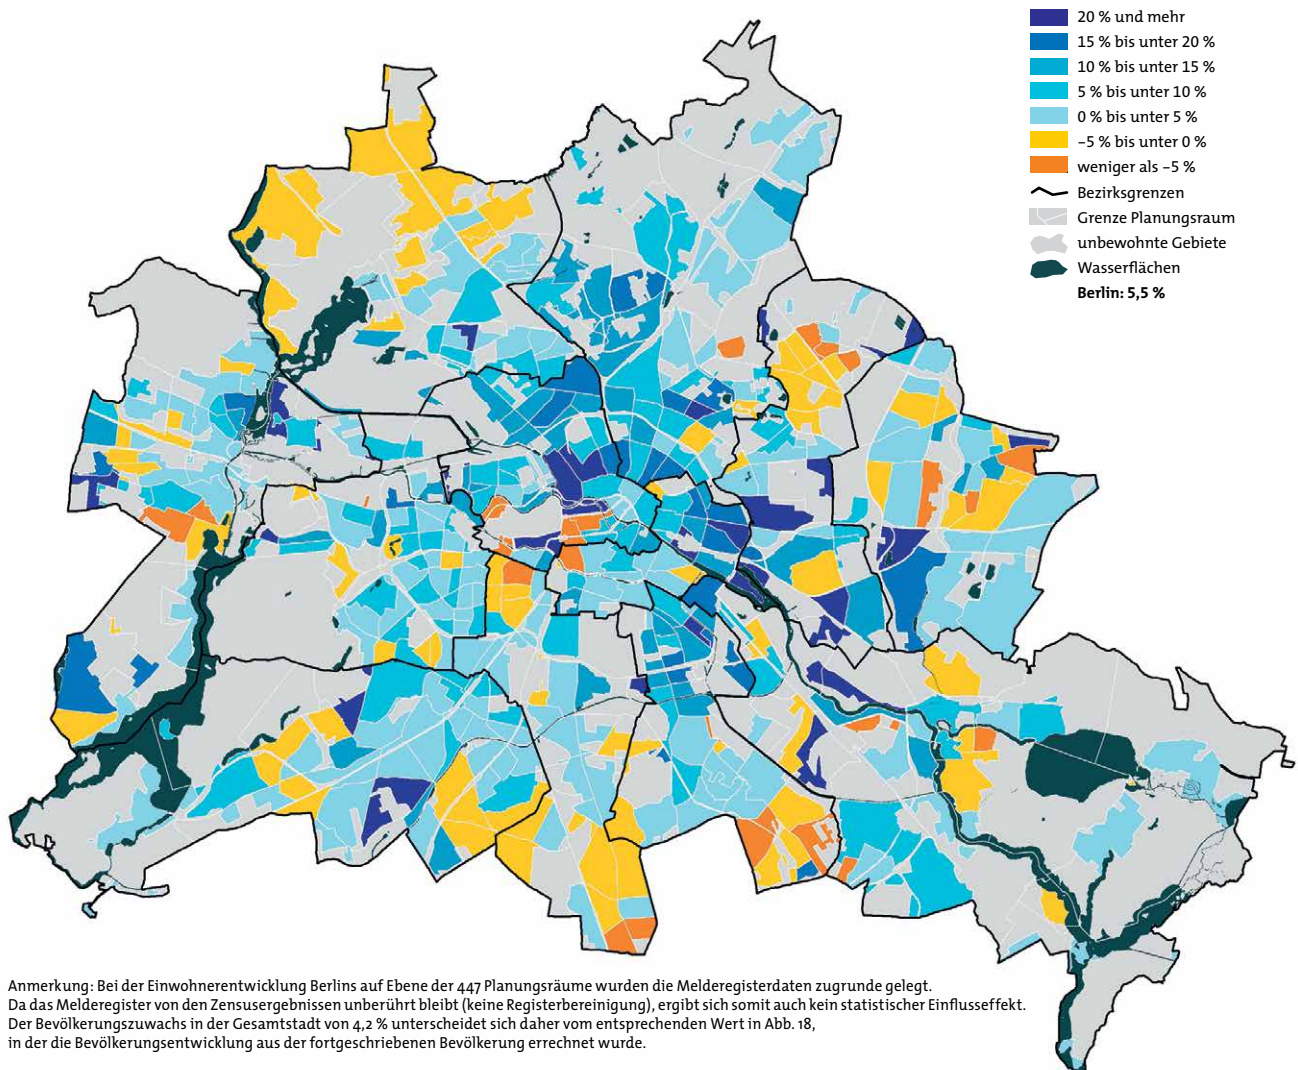 20 % und mehr
15 % bis unter 20 %
10 % bis unter 15 %
5 % bis unter 10 %
0 % bis unter 5 %
−5 % bis unter 0 %
weniger als −5 %
Bezirksgrenzen
Grenze Planungsraum
unbewohnte Gebiete
Wasserflächen
Berlin: 5,5 %
Anmerkung: Bei der Einwohnerentwicklung Berlins auf Ebene der 447 Planungsräume wurden die Melderegisterdaten zugrunde gelegt.
Da das Melderegister von den Zensusergebnissen unberührt bleibt (keine Registerbereinigung), ergibt sich somit auch kein statistischer Einflusseffekt.
Der Bevölkerungszuwachs in der Gesamtstadt von 4,2 % unterscheidet sich daher vom entsprechenden Wert in Abb. 18,
in der die Bevölkerungsentwicklung aus der fortgeschriebenen Bevölkerung errechnet wurde.